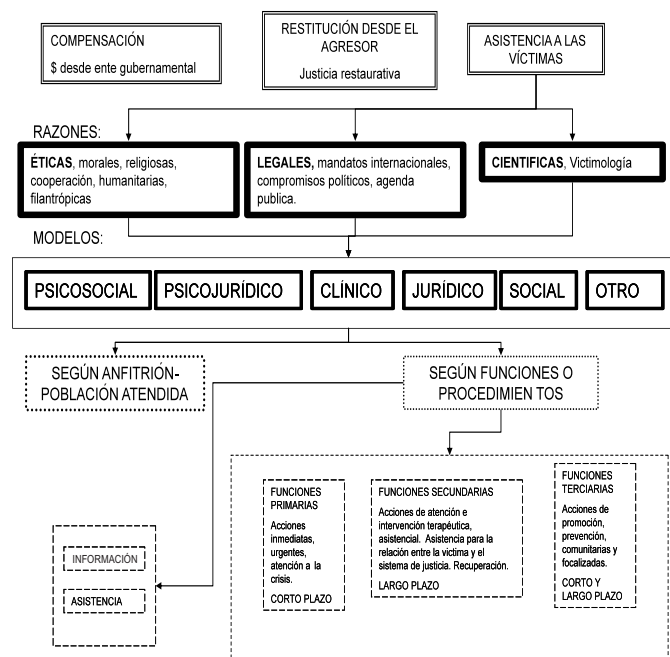 COMPENSACIÓN
$ desde ente gubernamental
RESTITUCIÓN DESDE EL
AGRESOR
Justicia restaurativa
ASISTENCIA A LAS
VÍCTIMAS
RAZONES:
ÉTICAS, morales, religiosas,
cooperación, humanitarias,
filantrópicas
LEGALES, mandatos internacionales,
compromisos políticos, agenda
publica.
CIENTIFICAS, Victimología
MODELOS:
PSICOSOCIAL
PSICOJURÍDICO
CLÍNICO
JURÍDICO
SOCIAL
OTRO
SEGÚN ANFITRIÓN-
POBLACIÓN ATENDIDA
SEGÚN FUNCIONES O
PROCEDIMIEN TOS
FUNCIONES
PRIMARIAS
Acciones
inmediatas,
urgentes,
atención a la
crisis.
CORTO PLAZO
FUNCIONES SECUNDARIAS
Acciones de atención e
intervención terapéutica,
asistencial. Asistencia para la
relación entre la victima y el
sistema de justicia. Recuperación.
LARGO PLAZO
FUNCIONES
TERCIARIAS
Acciones de
promoción,
prevención,
comunitarias y
focalizadas.
CORTO Y
LARGO PLAZO
INFORMACIÓN
ASISTENCIA